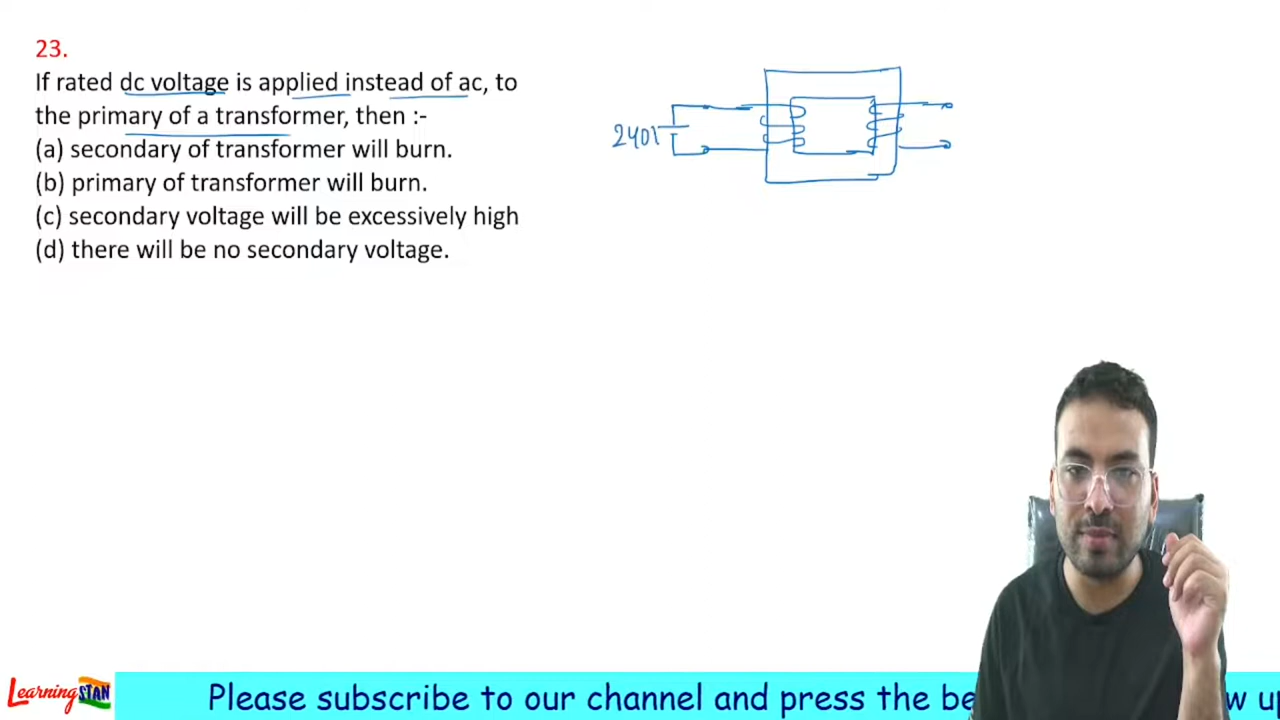 23.
If rated dc voltage is applied instead of ac, to
the primary of a transformer, then :-
(a) secondary of transformer will burn.
(b) primary of transformer will burn.
(c) secondary voltage will be excessively high
(d) there will be no secondary voltage.
LearningSTAN
Please subscribe to our channel and press the be